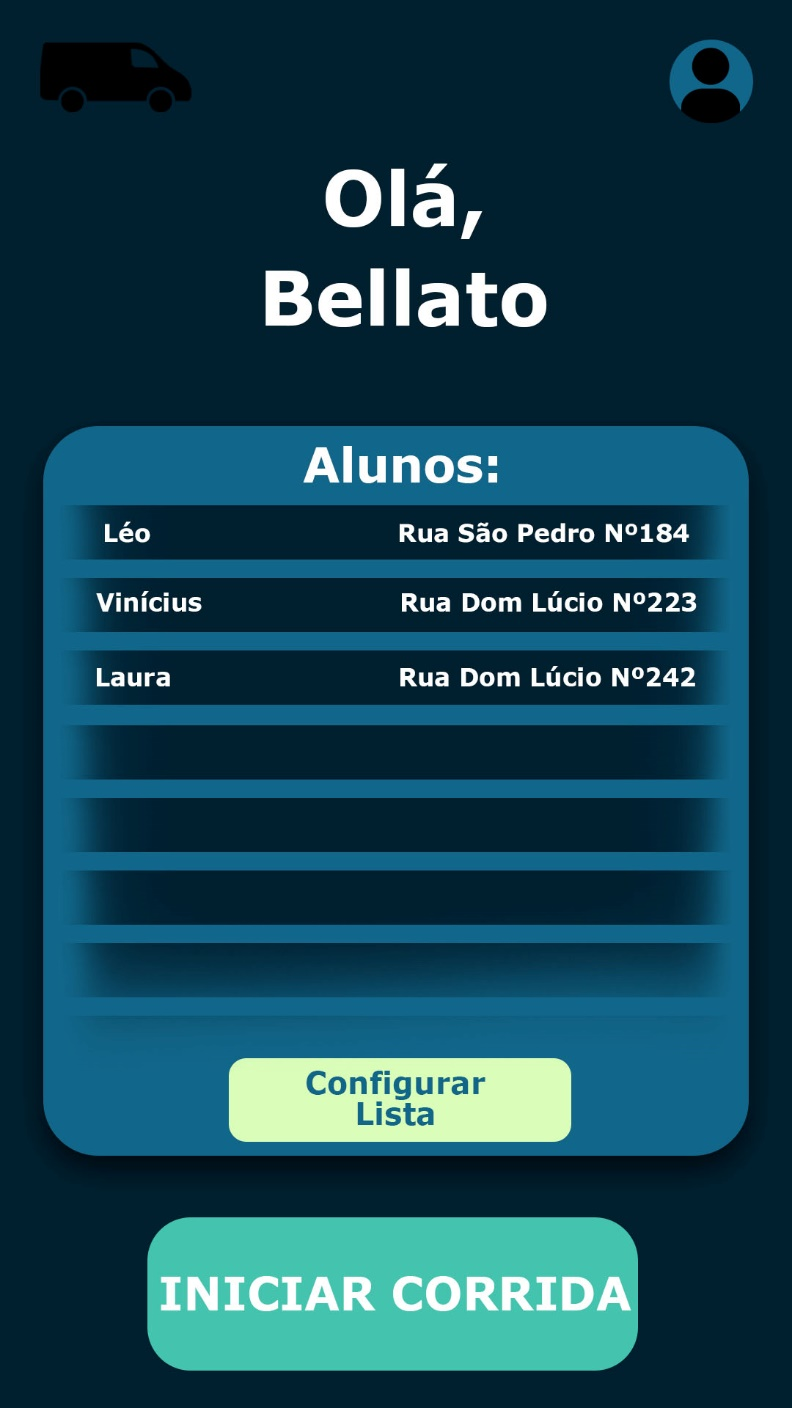 Olá,
Bellato
Alunos:
Léo Rua São Pedro Nº184
Vinícius Rua Dom Lúcio Nº223
Laura Rua Dom Lúcio Nº242
Configurar
Lista
INICIAR CORRIDA